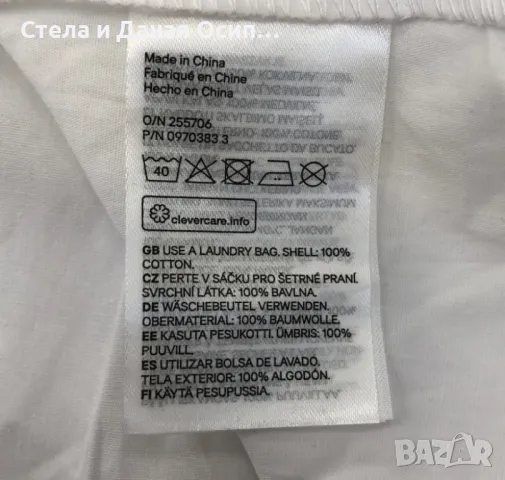 Стела и Данаи Осип...
Made in China
Fabriqué en Chine
Hecho en China
O/N 255706
P/N 0970383.3
40
clevercare.info
GB USE A LAUNDRY BAG. SHELL: 100%
COTTON.
CZ PERTE V SÁČKU PRO ŠETRNÉ PRANÍ.
SVRCHNÍ LÁTKA: 100% BAVLNA.
DE WÄSCHEBEUTEL VERWENDEN.
OBERMATERIAL: 100% BAUMWOLLE.
EE KASUTA PESUKOTTI. ÜMBRIS: 100%
PUUVILL.
ES UTILIZAR BOLSA DE LAVADO.
TELA EXTERIOR: 100% ALGODÓN.
FI KÄYTÄ PESUPUSSIA.
BAZAR